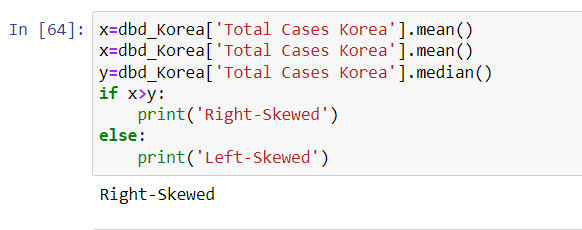 In [64]: x=dbd_Korea['Total Cases Korea'].mean()
x=dbd_Korea['Total Cases Korea'].mean()
y=dbd_Korea['Total Cases Korea'].median()
if x>y:
    print('Right-Skewed')
else:
    print('Left-Skewed')
Right-Skewed